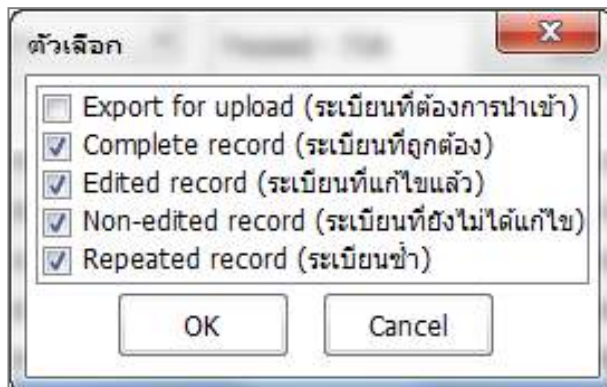 ตัวเลือก
Export for upload (ระเบียนที่ต้องการนำเข้า)
Complete record (ระเบียนที่ถูกต้อง)
Edited record (ระเบียนที่แก้ไขแล้ว)
Non-edited record (ระเบียนที่ยังไม่ได้แก้ไข)
Repeated record (ระเบียนซ้ำ)
OK Cancel